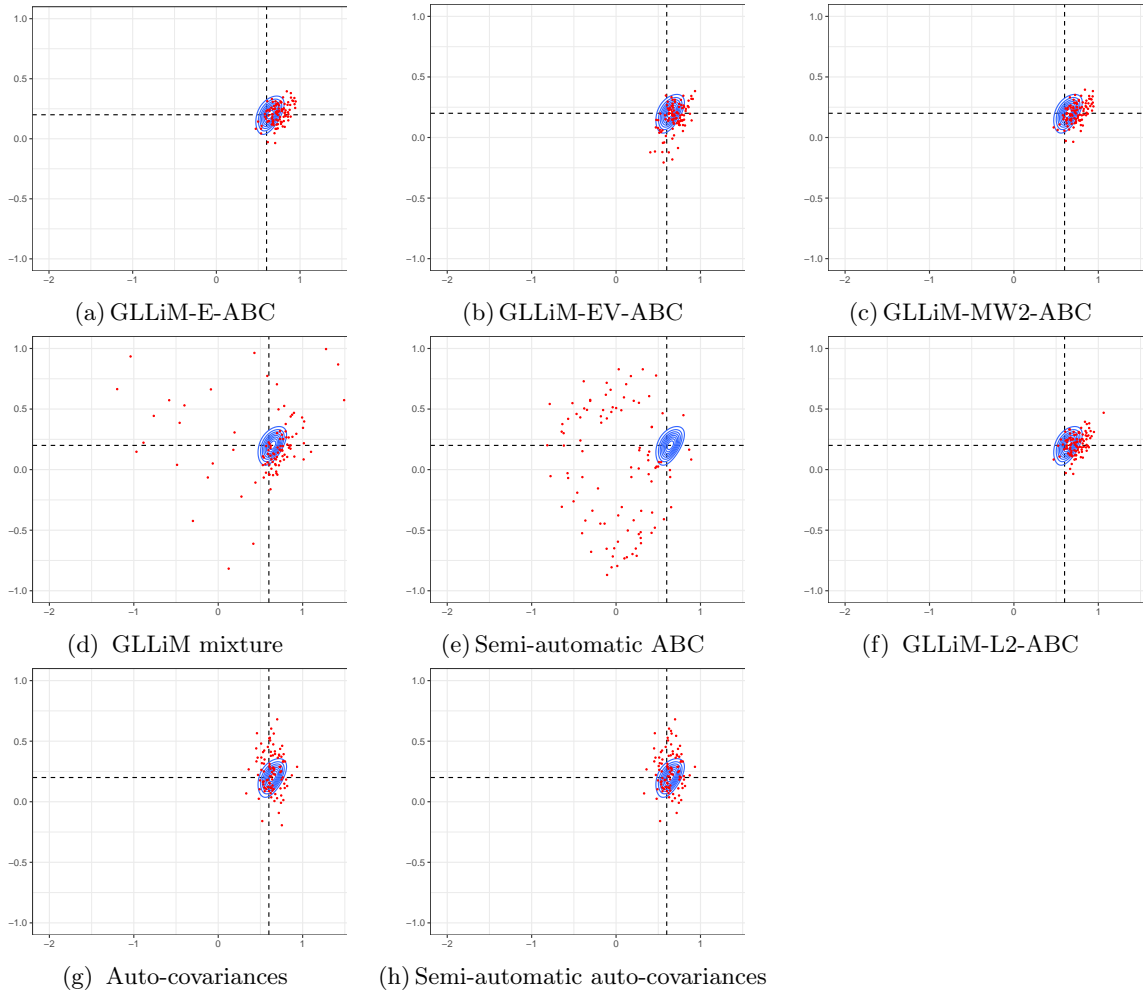 1.0
0.5
0.0
−0.5
−1.0
−2 −1 0 1
(a) GLLiM-E-ABC
1.0
0.5
0.0
−0.5
−1.0
−2 −1 0 1
(b) GLLiM-EV-ABC
1.0
0.5
0.0
−0.5
−1.0
−2 −1 0 1
(c) GLLiM-MW2-ABC
1.0
0.5
0.0
−0.5
−1.0
−2 −1 0 1
(d) GLLiM mixture
1.0
0.5
0.0
−0.5
−1.0
−2 −1 0 1
(e) Semi-automatic ABC
1.0
0.5
0.0
−0.5
−1.0
−2 −1 0 1
(f) GLLiM-L2-ABC
1.0
0.5
0.0
−0.5
−1.0
−2 −1 0 1
(g) Auto-covariances
1.0
0.5
0.0
−0.5
−1.0
−2 −1 0 1
(h) Semi-automatic auto-covariances